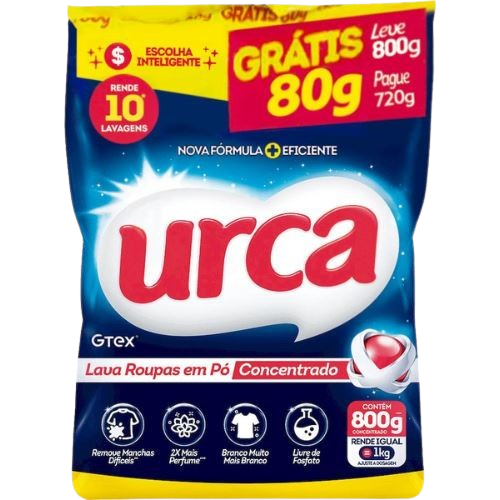 GRÁTIS 80g
$ ESCOLHA
INTELIGENTE
GRÁTIS
80g
Leve
800g
Pague
720g
RENDE
10*
LAVAGENS
NOVA FÓRMULA + EFICIENTE
urca
GTEX
Lava Roupas em Pó Concentrado
Remove Manchas
Difíceis**
2X Mais
Perfume***
Branco Muito
Mais Branco
Livre de
Fosfato
CONTÉM
800g
CONCENTRADO
RENDE IGUAL
= 1kg
AJUSTE A DOSAGEM